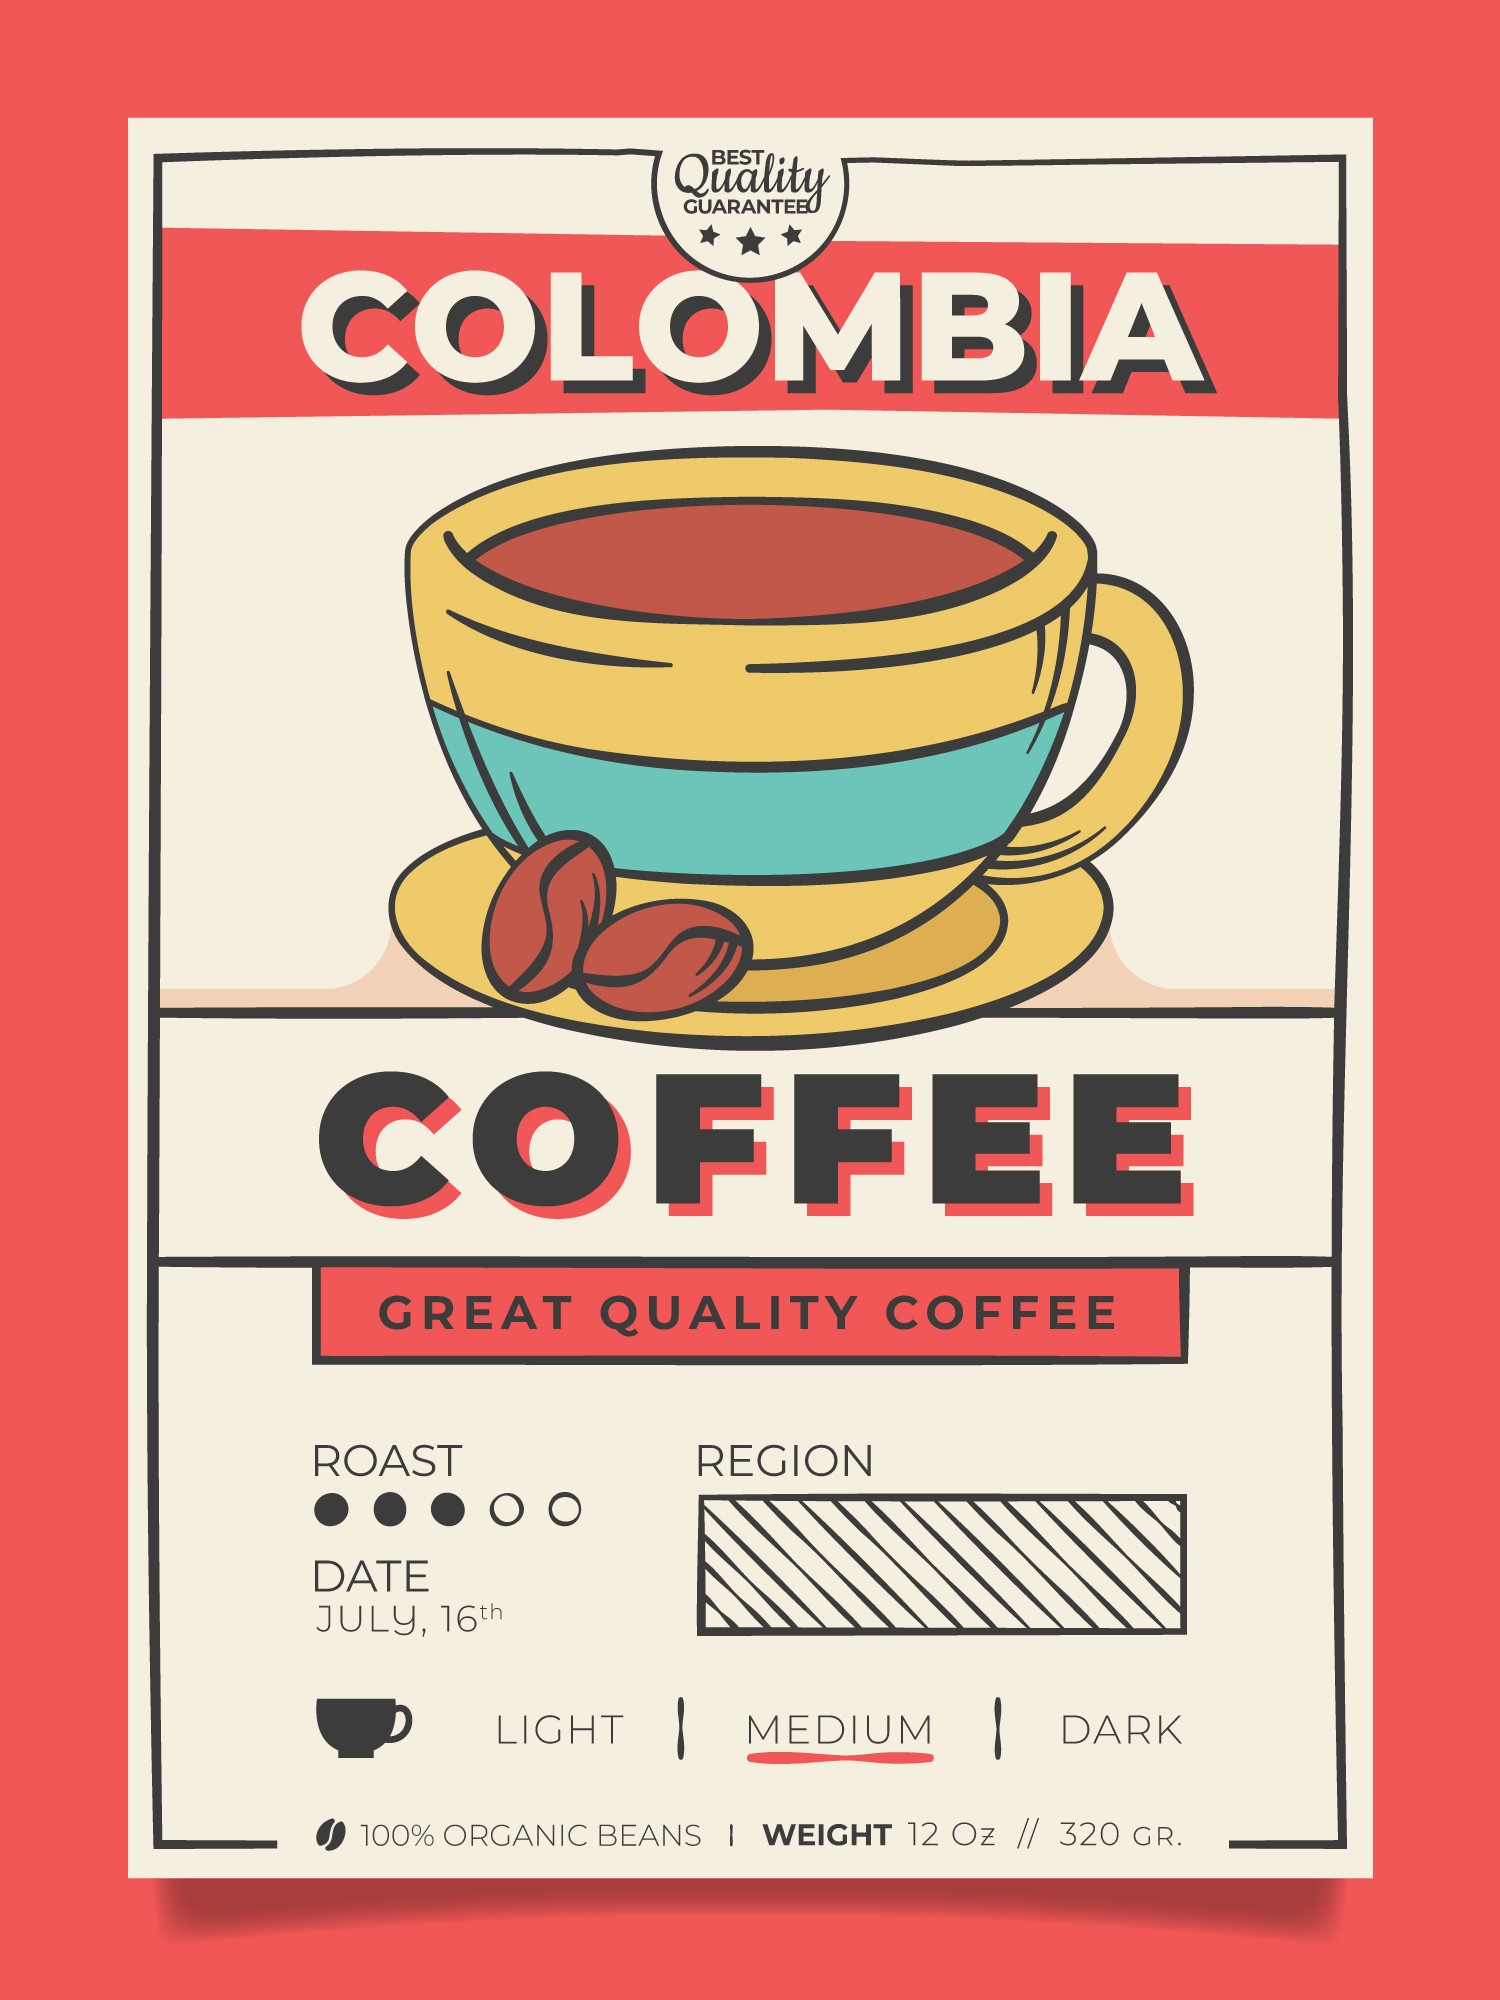 BEST
Quality
GUARANTEE
COLOMBIA
COFFEE
GREAT QUALITY COFFEE
ROAST
REGION
DATE
JULY, 16th
LIGHT | MEDIUM | DARK
100% ORGANIC BEANS | WEIGHT 12 Oz // 320 GR.